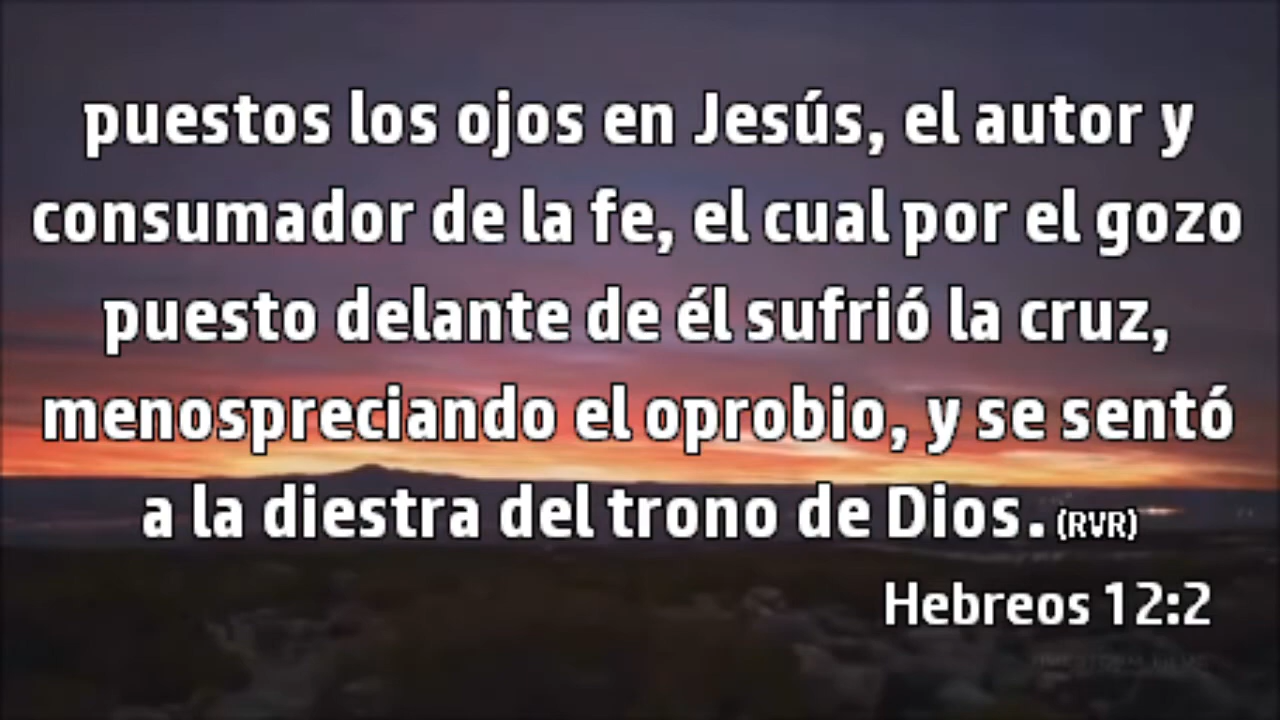 puestos los ojos en Jesús, el autor y
consumador de la fe, el cual por el gozo
puesto delante de él sufrió la cruz,
menospreciando el oprobio, y se sentó
a la diestra del trono de Dios. (RVR)
Hebreos 12:2